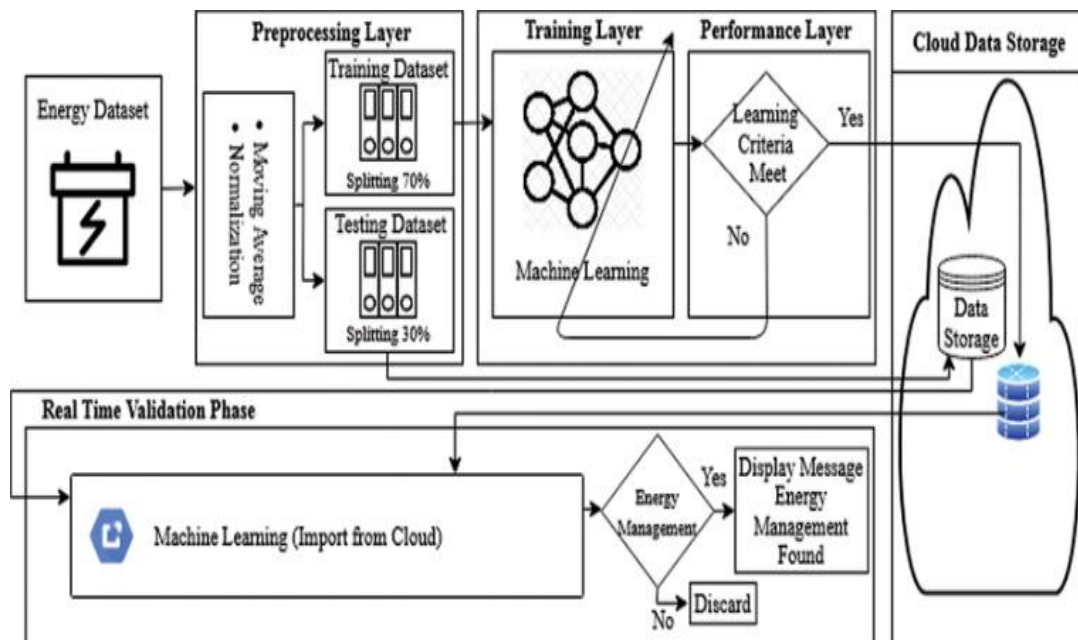 Energy Dataset
Preprocessing Layer
• Moving Average
• Normalization
Training Dataset
Splitting 70%
Testing Dataset
Splitting 30%
Training Layer
Machine Learning
Performance Layer
Learning
Criteria
Meet
Yes
No
Cloud Data Storage
Data
Storage
Real Time Validation Phase
Machine Learning (Import from Cloud)
Energy
Management
Yes
No
Display Message
Energy
Management
Found
Discard